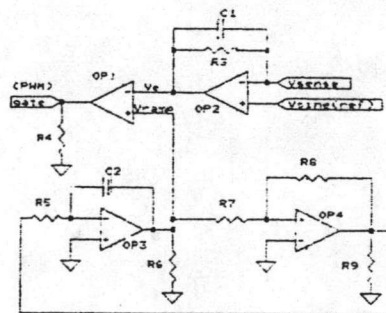 C1
R3
(PWM)
Gate
OP1
Ve
Vramp
OP2
Vsense
Vsine(ref)
R4
C2
R5
OP3
R6
R7
R8
OP4
R9